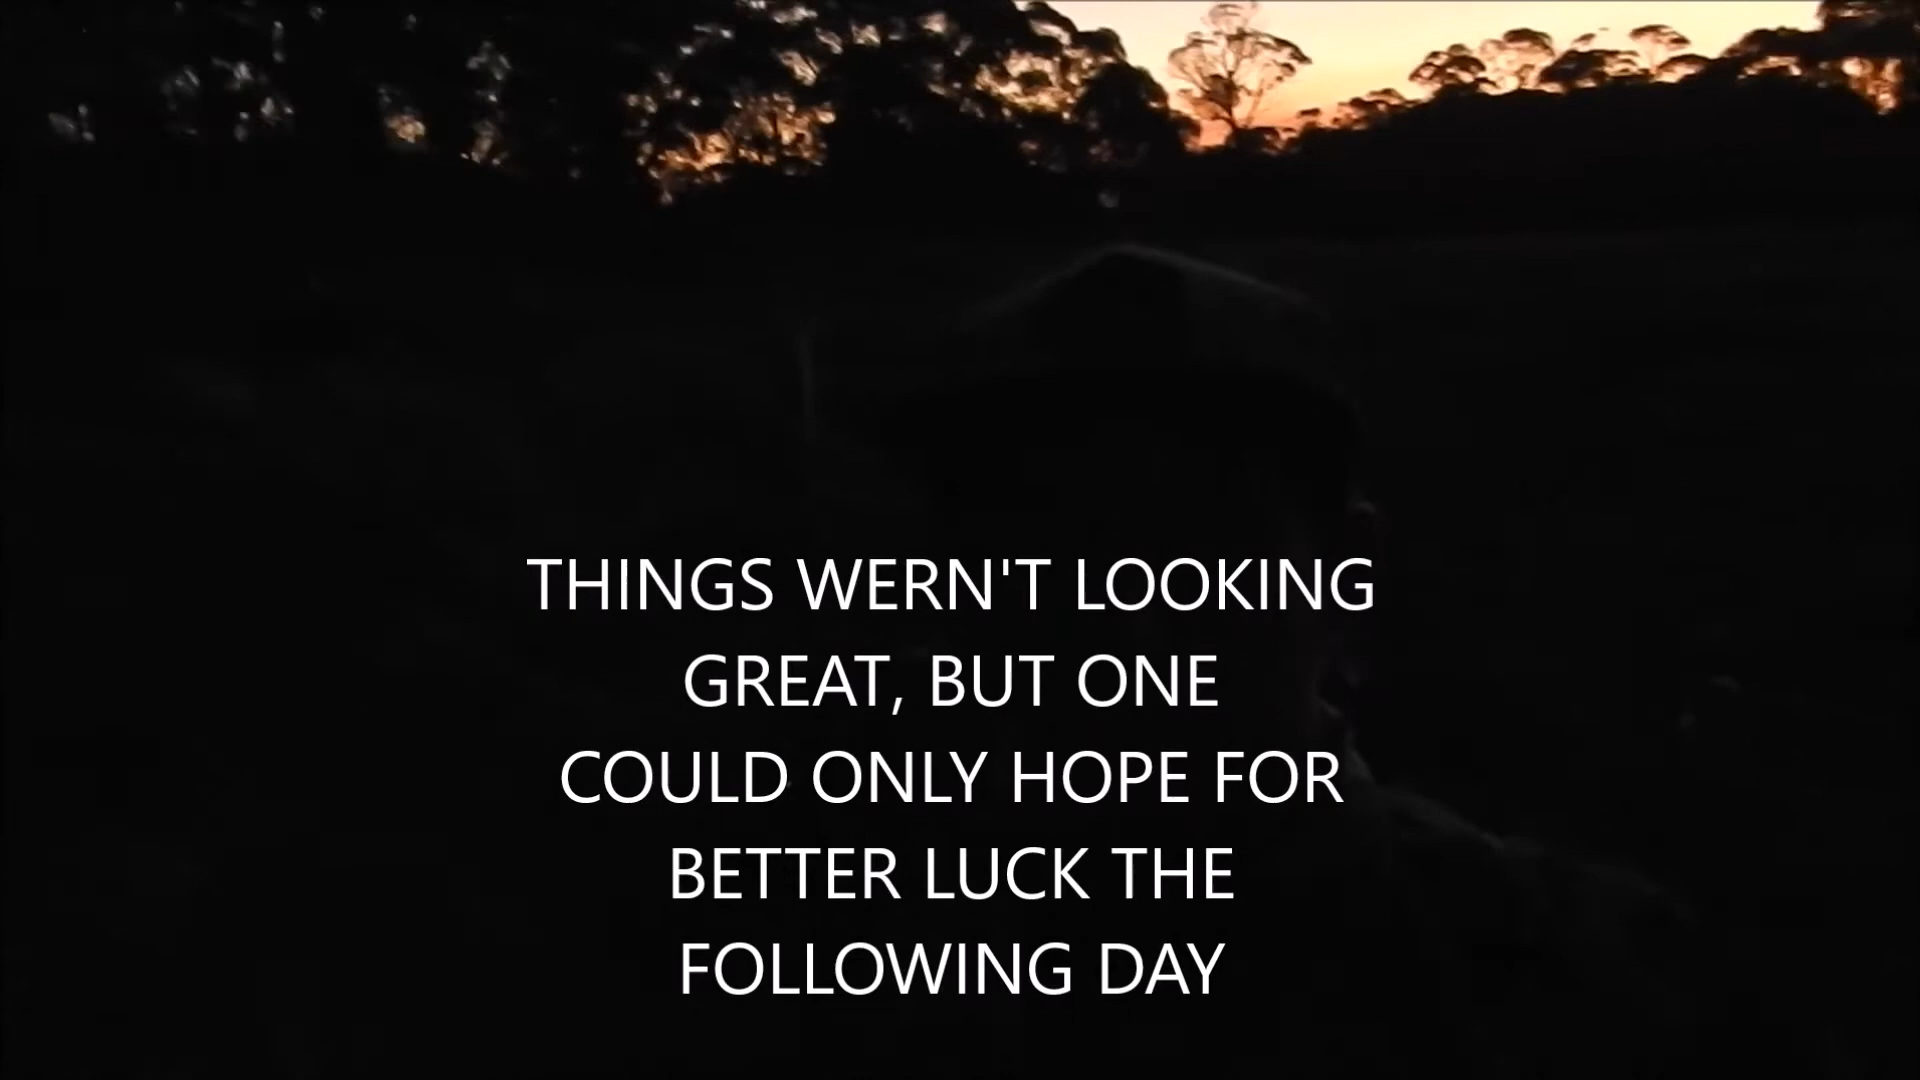 THINGS WERN'T LOOKING
GREAT, BUT ONE
COULD ONLY HOPE FOR
BETTER LUCK THE
FOLLOWING DAY